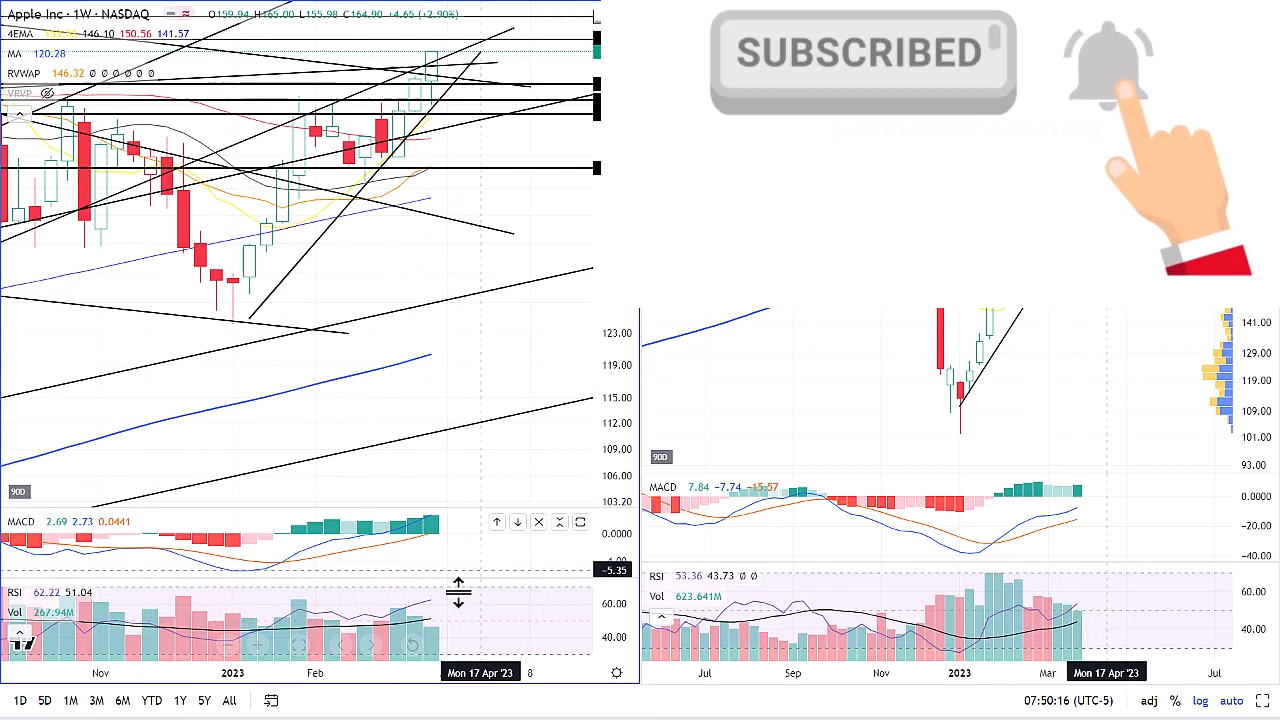 Apple Inc · 1W · NASDAQ O159.94 H165.00 L155.98 C164.90 +4.65 (+2.90%)
4EMA 146.10 150.56 141.57
MA 120.28
RVWAP 146.32 Ø Ø Ø Ø Ø Ø
VRVP
SUBSCRIBED
123.00
119.00
115.00
112.00
109.00
106.00
103.20
90D
MACD 2.69 2.73 0.0441
0.0000
−5.35
RSI 62.22 51.04
Vol 267.94M
60.00
40.00
Nov 2023 Feb Mon 17 Apr '23 8
141.00
129.00
119.00
109.00
101.00
93.00
90D
MACD 7.84 −7.74 −15.57
0.0000
−20.00
−40.00
RSI 53.36 43.73 Ø Ø
Vol 623.641M
60.00
40.00
Jul Sep Nov 2023 Mar Mon 17 Apr '23 Jul
1D 5D 1M 3M 6M YTD 1Y 5Y All
07:50:16 (UTC-5) adj % log auto